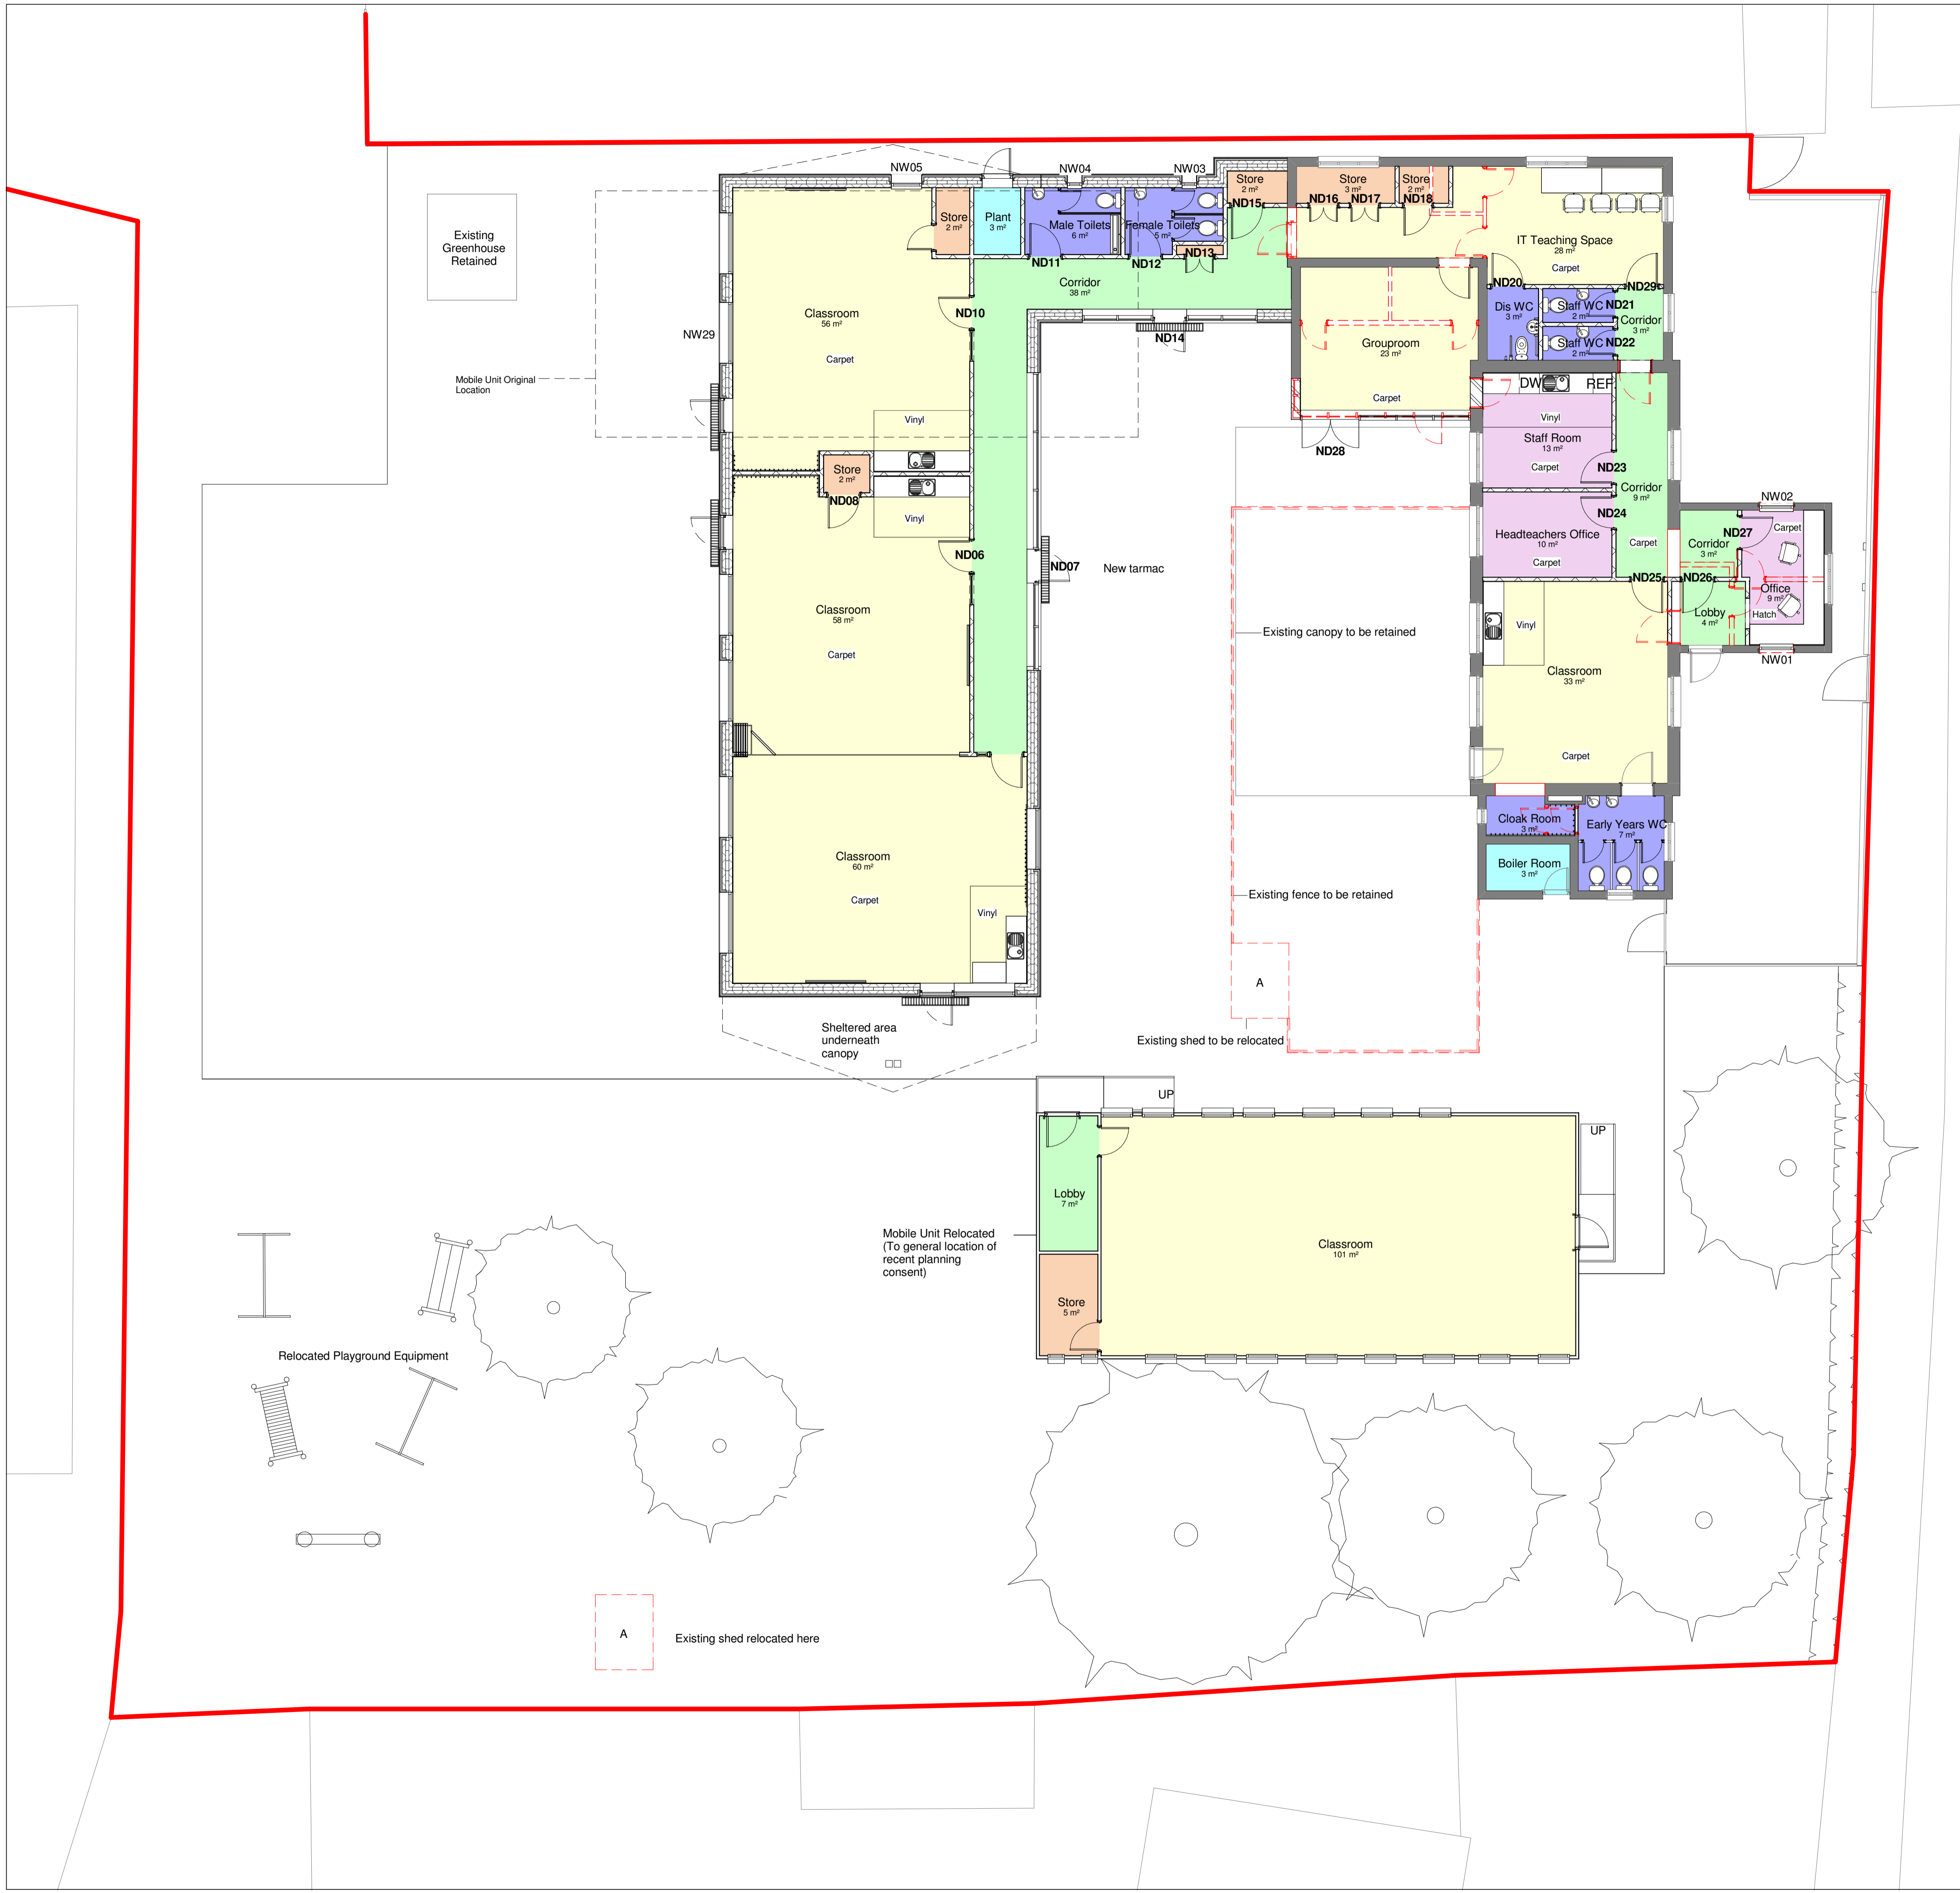 NW05
NW04
NW03
Existing
Greenhouse
Retained
Store
2 m²
Plant
3 m²
Male Toilets
6 m²
Female Toilets
5 m²
Store
2 m²
ND15
Store
3 m²
ND16
ND17
Store
2 m²
ND18
IT Teaching Space
28 m²
Carpet
ND11
ND12
ND13
Corridor
38 m²
ND10
ND14
Classroom
56 m²
Carpet
Vinyl
NW29
Mobile Unit Original
Location
Grouproom
23 m²
Carpet
ND28
ND20
ND29
Dis WC
3 m²
Staff WC
2 m²
ND21
Staff WC
2 m²
ND22
Corridor
3 m²
DW
REF
Vinyl
Staff Room
13 m²
Carpet
ND23
Corridor
9 m²
ND24
Carpet
Headteachers Office
10 m²
Carpet
ND25
ND26
NW02
Carpet
ND27
Corridor
3 m²
Office
9 m²
Hatch
Lobby
4 m²
NW01
Store
2 m²
ND08
Vinyl
ND06
ND07
New tarmac
Classroom
58 m²
Carpet
Existing canopy to be retained
Vinyl
Classroom
33 m²
Carpet
Cloak Room
3 m²
Early Years WC
7 m²
Boiler Room
3 m²
Classroom
60 m²
Carpet
Vinyl
Existing fence to be retained
A
Existing shed to be relocated
Sheltered area
underneath
canopy
UP
UP
Lobby
7 m²
Classroom
101 m²
Store
5 m²
Mobile Unit Relocated
(To general location of
recent planning
consent)
Relocated Playground Equipment
A
Existing shed relocated here